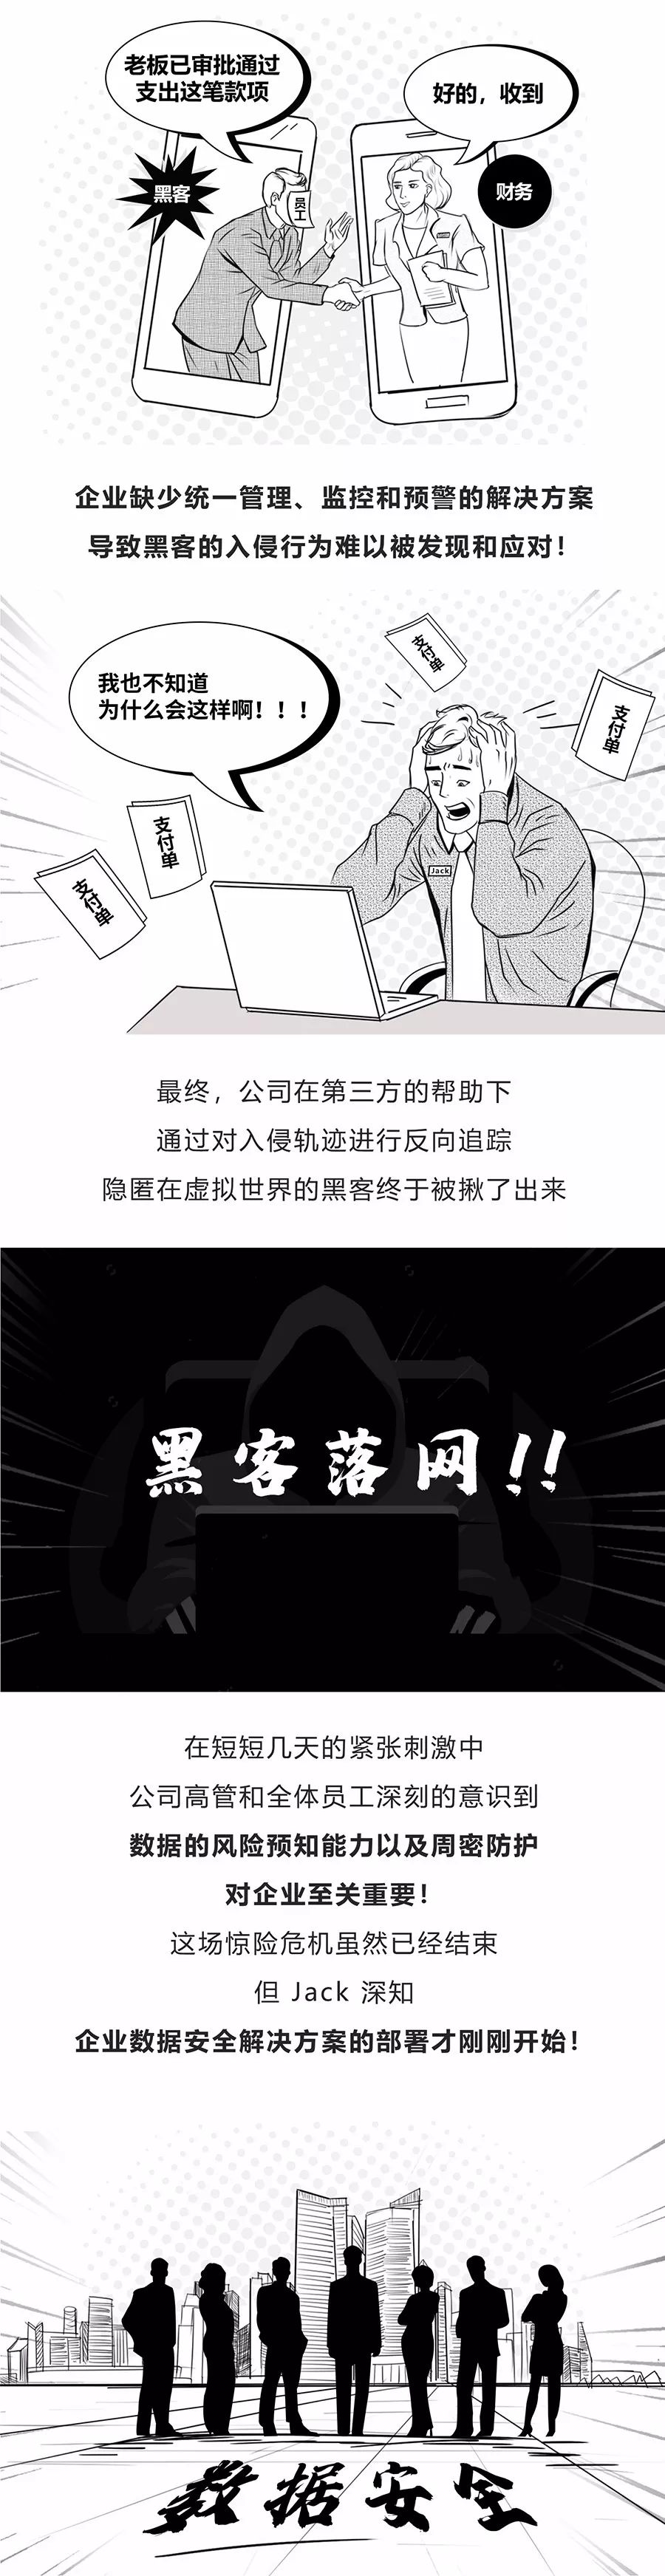 老板已审批通过
支出这笔款项
好的，收到
黑客
员工
财务
企业缺少统一管理、监控和预警的解决方案
导致黑客的入侵行为难以被发现和应对！
支付单
我也不知道
为什么会这样啊！！！
支付单
支付单
支付单
Jack
最终，公司在第三方的帮助下
通过对入侵轨迹进行反向追踪
隐匿在虚拟世界的黑客终于被揪了出来
黑客落网!!
在短短几天的紧张刺激中
公司高管和全体员工深刻的意识到
数据的风险预知能力以及周密防护
对企业至关重要！
这场惊险危机虽然已经结束
但 Jack 深知
企业数据安全解决方案的部署才刚刚开始！
数据安全